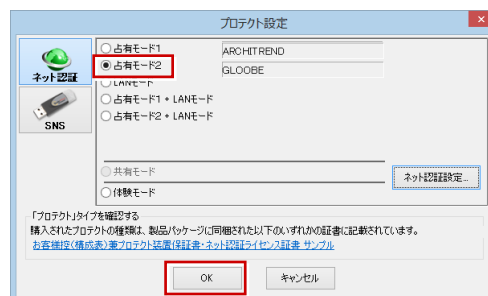 プロテクト設定
ネット認証
SNS
占有モード1 ARCHITREND
占有モード2 GLOOBE
LANモード
占有モード1 + LANモード
占有モード2 + LANモード
共有モード
体験モード
ネット認証設定...
「プロテクト」タイプを確認する
購入されたプロテクトの種類は、製品パッケージに同梱された以下のいずれかの証書に記載されています。
お客様控(構成表)兼プロテクト装置保証書・ネット認証ライセンス証書 サンプル
OK キャンセル